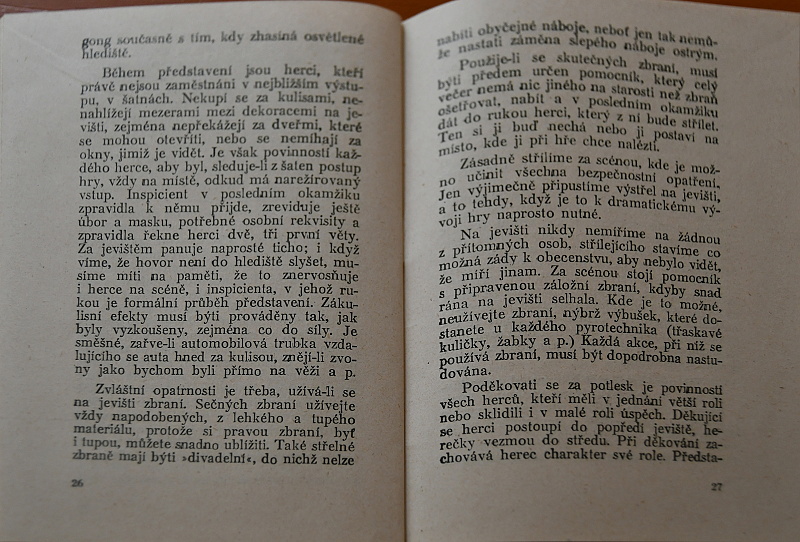 gong současně s tím, kdy zhasíná osvětlené
hlediště.
Během představení jsou herci, kteří
právě nejsou zaměstnáni v nejbližším výstu-
pu, v šatnách. Nekupí se za kulisami, ne-
nahlížejí mezerami mezi dekoracemi na je-
višti, zejména nepřekážejí za dveřmi, které
se mohou otevříti, nebo se nemíhají za
okny, jimiž je vidět. Je však povinností kaž-
dého herce, aby byl, sleduje-li z šaten postup
hry, vždy na místě, odkud má narežírovaný
vstup. Inspicient v posledním okamžiku
zpravidla k němu přijde, zreviduje ještě
úbor a masku, potřebné osobní rekvisity a
zpravidla řekne herci dvě, tři první věty.
Za jevištěm panuje naprosté ticho; i když
víme, že hovor není do hlediště slyšet, mu-
síme míti na paměti, že to znervosňuje
i herce na scéně, i inspicienta, v jehož ru-
kou je formální průběh představení. Záku-
lisní efekty musí být prováděny tak, jak
byly vyzkoušeny, zejména co do síly. Je
směšné, zařve-li automobilová trubka vzda-
lujícího se auta hned za kulisou, znějí-li zvo-
ny jako bychom byli přímo na věži a p.
Zvláštní opatrnosti je třeba, užívá-li se
na jevišti zbraní. Sečných zbraní užívejte
vždy napodobených, z lehkého a tupého
materiálu, protože si pravou zbraní, byť
i tupou, můžete snadno ublížiti. Také střelné
zbraně mají býti »divadelní«, do nichž nelze
26
nabíti obyčejné náboje, neboť jen tak nemů-
že nastati záměna slepého náboje ostrým.
Použije-li se skutečných zbraní, musí
býti předem určen pomocník, který celý
večer nemá nic jiného na starosti než zbraň
ošetřovat, nabít a v posledním okamžiku
dát do rukou herci, který z ní bude střílet.
Ten si ji buď nechá nebo ji postaví na
místo, kde ji při hře chce nalézti.
Zásadně střílíme za scénou, kde je mož-
no učinit všechna bezpečnostní opatření.
Jen výjimečně připustíme výstřel na jevišti,
a to tehdy, když je to k dramatickému vý-
voji hry naprosto nutné.
Na jevišti nikdy nemíříme na žádnou
z přítomných osob, střílejícího stavíme co
možná zády k obecenstvu, aby nebylo vidět,
že míří jinam. Za scénou stojí pomocník
s připravenou záložní zbraní, kdyby snad
rána na jevišti selhala. Kde je to možné,
neužívejte zbraní, nýbrž výbušek, které do-
stanete u každého pyrotechnika (třaskavé
kuličky, žabky a p.) Každá akce, při níž se
používá zbraní, musí být dopodrobna nastu-
dována.
Poděkovati se za potlesk je povinností
všech herců, kteří měli v jednání větší roli
nebo sklidili i v malé roli úspěch. Děkující
se herci postoupí do popředí jeviště, he-
rečky vezmou do středu. Při děkování za-
chovává herec charakter své role. Předsta-
27